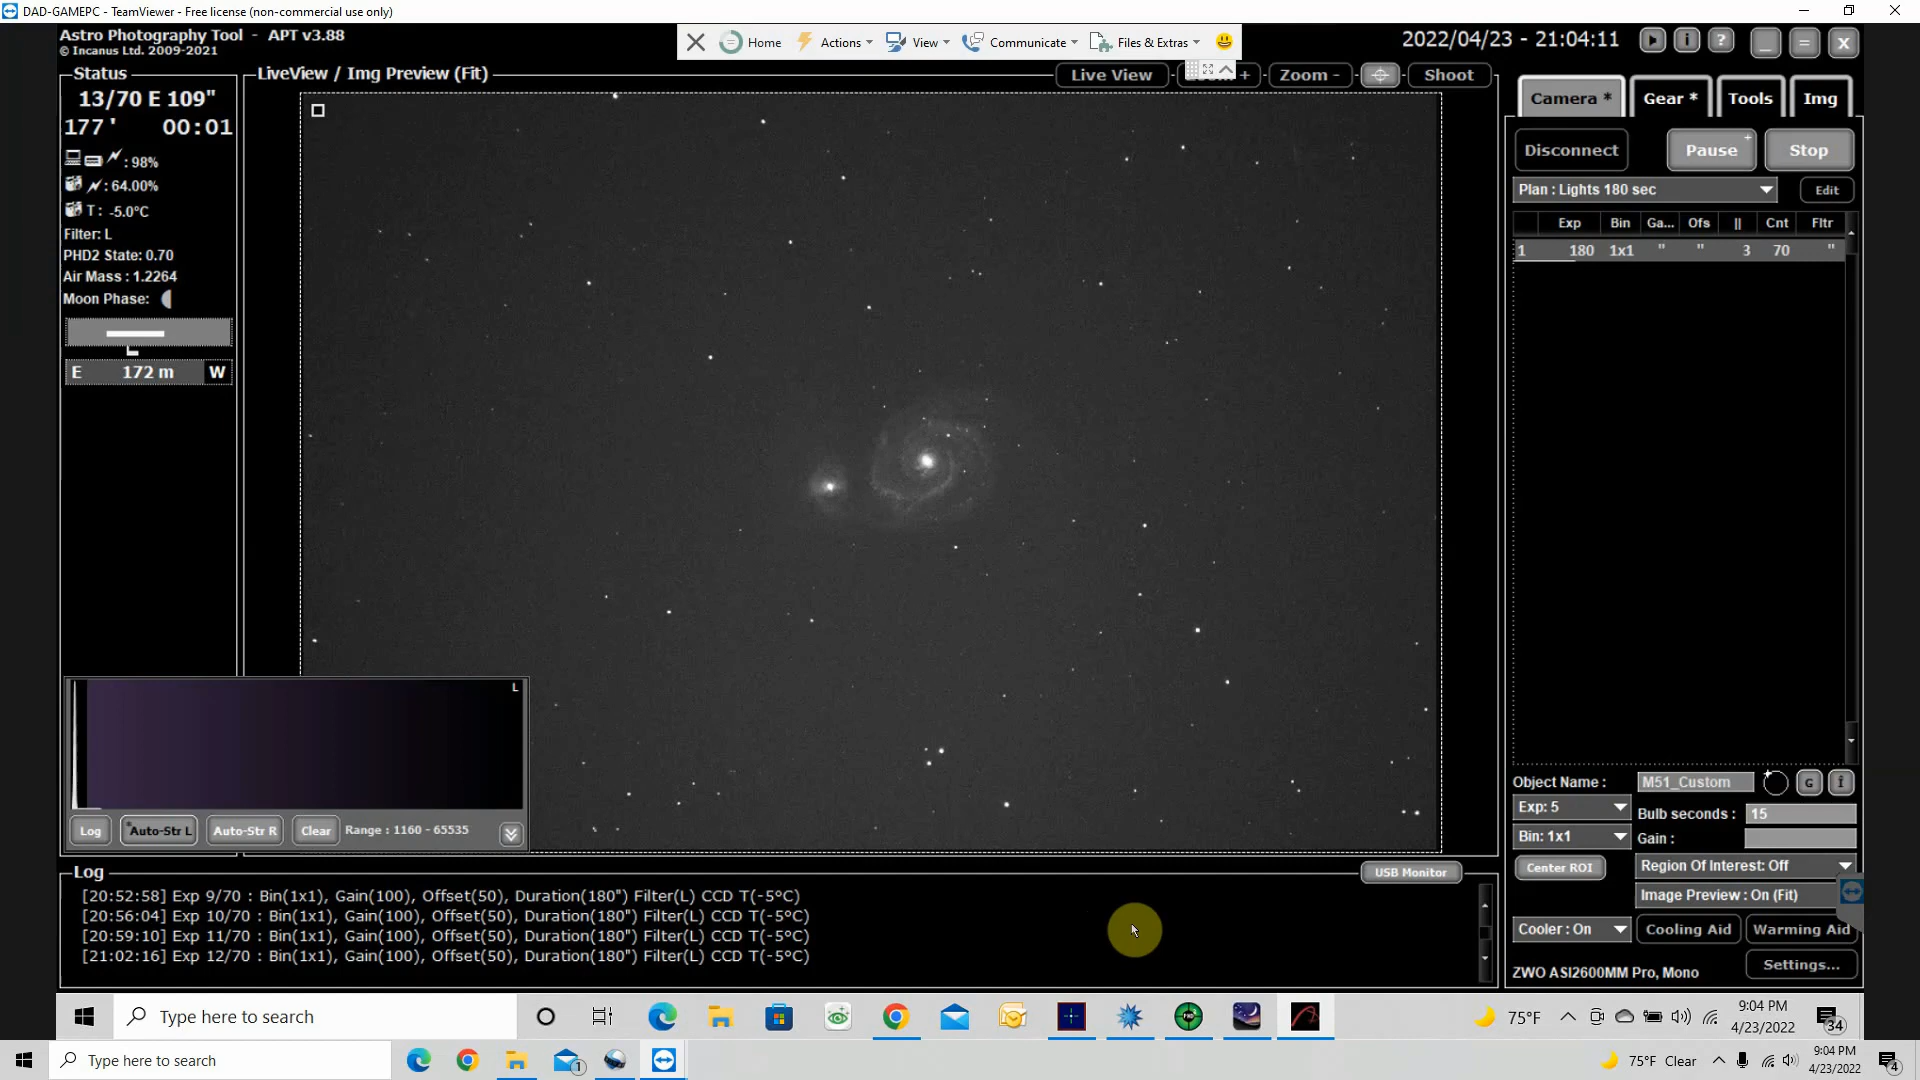 DAD-GAMEPC - TeamViewer - Free license (non-commercial use only)
Astro Photography Tool - APT v3.88
© Incanus Ltd. 2009-2021
Home
Actions
View
Communicate
Files & Extras
2022/04/23 - 21:04:11
Status
13/70 E 109"
177 ' 00:01
: 98%
: 64.00%
T : -5.0°C
Filter: L
PHD2 State: 0.70
Air Mass : 1.2264
Moon Phase:
E 172 m W
LiveView / Img Preview (Fit)
Live View
+
Zoom -
Shoot
Camera *
Gear *
Tools
Img
Disconnect
Pause +
Stop
Plan : Lights 180 sec
Edit
Exp Bin Ga... Ofs || Cnt Fltr
1 180 1x1 " " 3 70 "
L
Log
*Auto-Str L
Auto-Str R
Clear
Range : 1160 - 65535
Object Name :
M51_Custom
G
Exp: 5
Bulb seconds :
15
Bin: 1x1
Gain :
Center ROI
Region Of Interest: Off
Image Preview : On (Fit)
Cooler : On
Cooling Aid
Warming Aid
ZWO ASI2600MM Pro, Mono
Settings...
Log
USB Monitor
[20:52:58] Exp 9/70 : Bin(1x1), Gain(100), Offset(50), Duration(180") Filter(L) CCD T(-5°C)
[20:56:04] Exp 10/70 : Bin(1x1), Gain(100), Offset(50), Duration(180") Filter(L) CCD T(-5°C)
[20:59:10] Exp 11/70 : Bin(1x1), Gain(100), Offset(50), Duration(180") Filter(L) CCD T(-5°C)
[21:02:16] Exp 12/70 : Bin(1x1), Gain(100), Offset(50), Duration(180") Filter(L) CCD T(-5°C)
Type here to search
75°F
9:04 PM
4/23/2022
34
Type here to search
1
75°F Clear
9:04 PM
4/23/2022
4